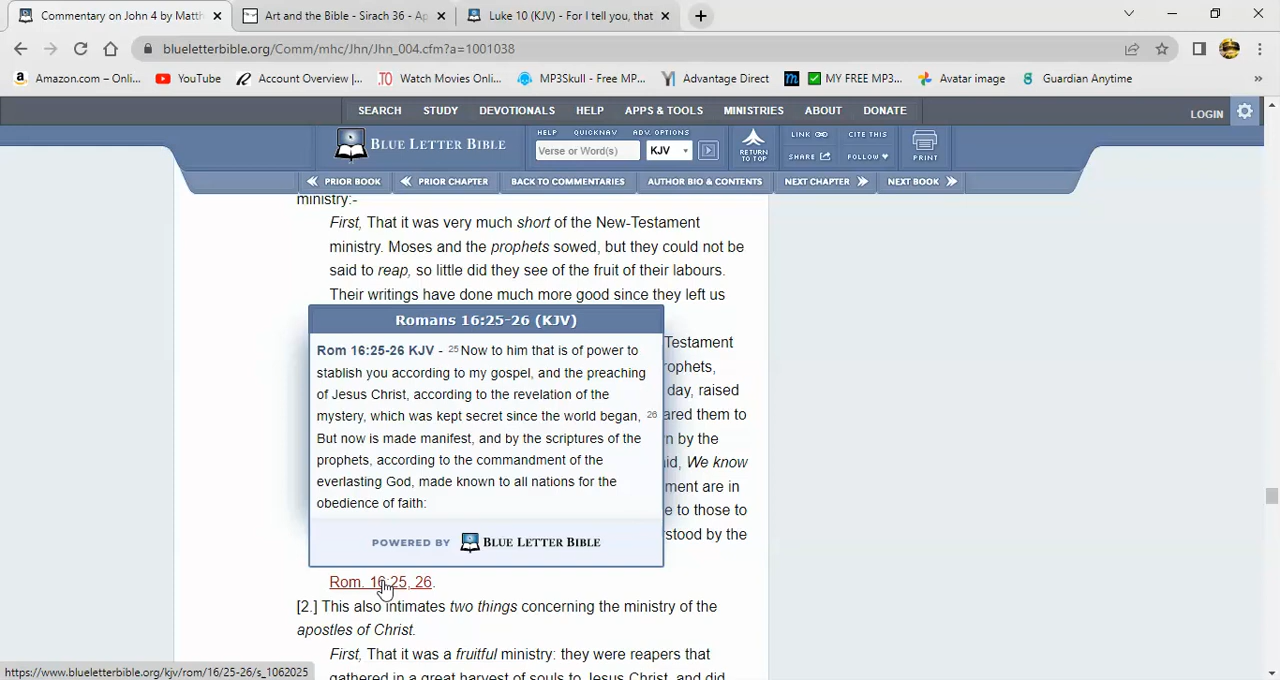 Commentary on John 4 by Matth
Art and the Bible - Sirach 36 - Ap
Luke 10 (KJV) - For I tell you, that
blueletterbible.org/Comm/mhc/Jhn/Jhn_004.cfm?a=1001038
Amazon.com – Onli... YouTube Account Overview |... Watch Movies Onlin... MP3Skull - Free MP... Advantage Direct MY FREE MP3... Avatar image Guardian Anytime »
SEARCH STUDY DEVOTIONALS HELP APPS & TOOLS MINISTRIES ABOUT DONATE LOGIN
HELP QUICKNAV ADV. OPTIONS
BLUE LETTER BIBLE
Verse or Word(s) KJV
RETURN TO TOP
LINK CITE THIS
SHARE FOLLOW
PRINT
PRIOR BOOK PRIOR CHAPTER BACK TO COMMENTARIES AUTHOR BIO & CONTENTS NEXT CHAPTER NEXT BOOK
ministry:-
First, That it was very much short of the New-Testament
ministry. Moses and the prophets sowed, but they could not be
said to reap, so little did they see of the fruit of their labours.
Their writings have done much more good since they left us
Romans 16:25-26 (KJV)
Rom 16:25-26 KJV - 25 Now to him that is of power to
stablish you according to my gospel, and the preaching
of Jesus Christ, according to the revelation of the
mystery, which was kept secret since the world began, 26
But now is made manifest, and by the scriptures of the
prophets, according to the commandment of the
everlasting God, made known to all nations for the
obedience of faith:
POWERED BY BLUE LETTER BIBLE
Testament
rophets,
day, raised
ared them to
n by the
aid, We know
ment are in
e to those to
stood by the
Rom. 16:25, 26.
[2.] This also intimates two things concerning the ministry of the
apostles of Christ.
First, That it was a fruitful ministry: they were reapers that
gathered in a great harvest of souls to Jesus Christ, and did
https://www.blueletterbible.org/kjv/rom/16/25-26/s_1062025